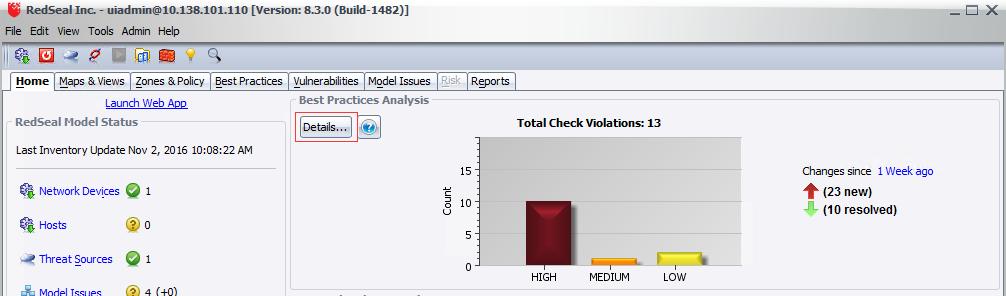 RedSeal Inc. - uiadmin@10.138.101.110 [Version: 8.3.0 (Build-1482)]
File Edit View Tools Admin Help
Home Maps & Views Zones & Policy Best Practices Vulnerabilities Model Issues Risk Reports
Launch Web App
RedSeal Model Status
Last Inventory Update Nov 2, 2016 10:08:22 AM
Network Devices 1
Hosts ? 0
Threat Sources 1
Model Issues ? 4 (+0)
Best Practices Analysis
Details... ?
Total Check Violations: 13
Count
15
10
5
0
HIGH MEDIUM LOW
Changes since 1 Week ago
(23 new)
(10 resolved)